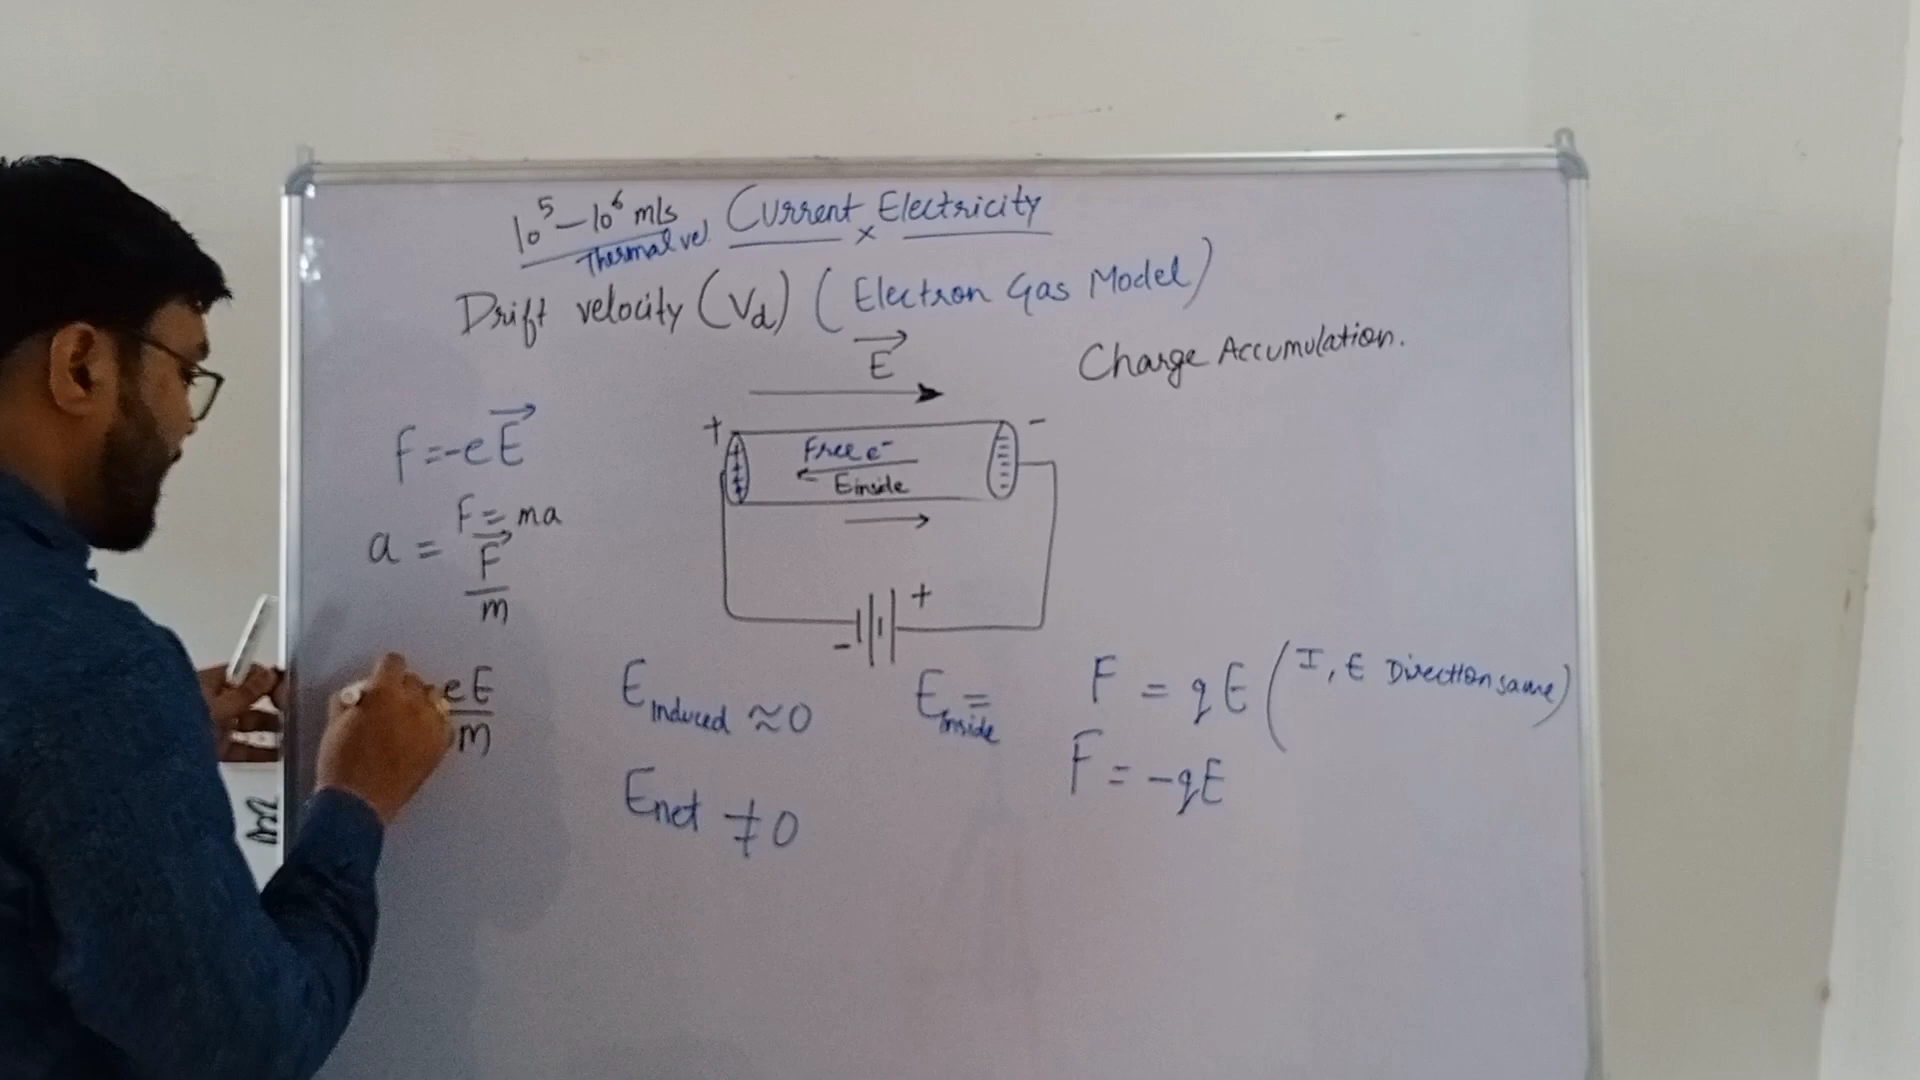 10⁵-10⁶ m/s Current Electricity
Thermal vel.
Drift velocity (Vd) (Electron Gas Model)
E
Charge Accumulation.
+ -
Free e⁻
Einside
F=-eE
F=ma
a = F/m
- +
eE/m
Einduced ≈0
Einside =
F = qE (I, E Direction same)
F = -qE
Enet ≠0